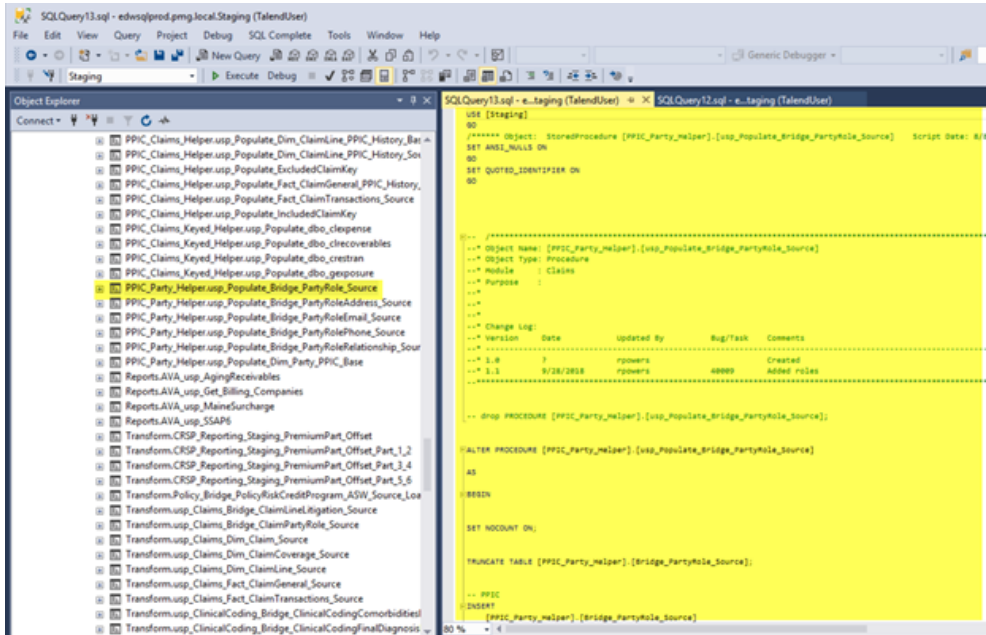 SQLQuery13.sql - edwsqlprod.pmg.local.Staging (TalendUser)
File Edit View Query Project Debug SQL Complete Tools Window Help
New Query
Generic Debugger
Staging
Execute Debug
Object Explorer
Connect
PPIC_Claims_Helper.usp_Populate_Dim_ClaimLine_PPIC_History_Bas
PPIC_Claims_Helper.usp_Populate_Dim_ClaimLine_PPIC_History_Sou
PPIC_Claims_Helper.usp_Populate_ExcludedClaimKey
PPIC_Claims_Helper.usp_Populate_Fact_ClaimGeneral_PPIC_History_
PPIC_Claims_Helper.usp_Populate_Fact_ClaimTransactions_Source
PPIC_Claims_Helper.usp_Populate_IncludedClaimKey
PPIC_Claims_Keyed_Helper.usp_Populate_dbo_clexpense
PPIC_Claims_Keyed_Helper.usp_Populate_dbo_clrecoverables
PPIC_Claims_Keyed_Helper.usp_Populate_dbo_crestran
PPIC_Claims_Keyed_Helper.usp_Populate_dbo_gexposure
PPIC_Party_Helper.usp_Populate_Bridge_PartyRole_Source
PPIC_Party_Helper.usp_Populate_Bridge_PartyRoleAddress_Source
PPIC_Party_Helper.usp_Populate_Bridge_PartyRoleEmail_Source
PPIC_Party_Helper.usp_Populate_Bridge_PartyRolePhone_Source
PPIC_Party_Helper.usp_Populate_Bridge_PartyRoleRelationship_Sour
PPIC_Party_Helper.usp_Populate_Dim_Party_PPIC_Base
Reports.AVA_usp_AgingReceivables
Reports.AVA_usp_Get_Billing_Companies
Reports.AVA_usp_MaineSurcharge
Reports.AVA_usp_SSAP6
Transform.CRSP_Reporting_Staging_PremiumPart_Offset
Transform.CRSP_Reporting_Staging_PremiumPart_Offset_Part_1_2
Transform.CRSP_Reporting_Staging_PremiumPart_Offset_Part_3_4
Transform.CRSP_Reporting_Staging_PremiumPart_Offset_Part_5_6
Transform.Policy_Bridge_PolicyRiskCreditProgram_ASW_Source_Loa
Transform.usp_Claims_Bridge_ClaimLineLitigation_Source
Transform.usp_Claims_Bridge_ClaimPartyRole_Source
Transform.usp_Claims_Dim_Claim_Source
Transform.usp_Claims_Dim_ClaimCoverage_Source
Transform.usp_Claims_Dim_ClaimLine_Source
Transform.usp_Claims_Fact_ClaimGeneral_Source
Transform.usp_Claims_Fact_ClaimTransactions_Source
Transform.usp_ClinicalCoding_Bridge_ClinicalCodingComorbidities
Transform.usp_ClinicalCoding_Bridge_ClinicalCodingFinalDiagnosis
SQLQuery13.sql - e...taging (TalendUser) SQLQuery12.sql - e...taging (TalendUser)
USE [Staging]
GO
/****** Object: StoredProcedure [PPIC_Party_Helper].[usp_Populate_Bridge_PartyRole_Source] Script Date: 8/
SET ANSI_NULLS ON
GO
SET QUOTED_IDENTIFIER ON
GO
--* Object Name: [PPIC_Party_Helper].[usp_Populate_Bridge_PartyRole_Source]
--* Object Type: Procedure
--* Module : Claims
--* Purpose :
--*
--*
--*
--* Change Log:
--* Version Date Updated By Bug/Task Comments
--* 1.0 ? rpowers Created
--* 1.1 9/28/2018 rpowers 40009 Added roles
-- drop PROCEDURE [PPIC_Party_Helper].[usp_Populate_Bridge_PartyRole_Source];
ALTER PROCEDURE [PPIC_Party_Helper].[usp_Populate_Bridge_PartyRole_Source]
AS
BEGIN
SET NOCOUNT ON;
TRUNCATE TABLE [PPIC_Party_Helper].[Bridge_PartyRole_Source];
-- PPIC
INSERT
[PPIC_Party_Helper].[Bridge_PartyRole_Source]
80 %